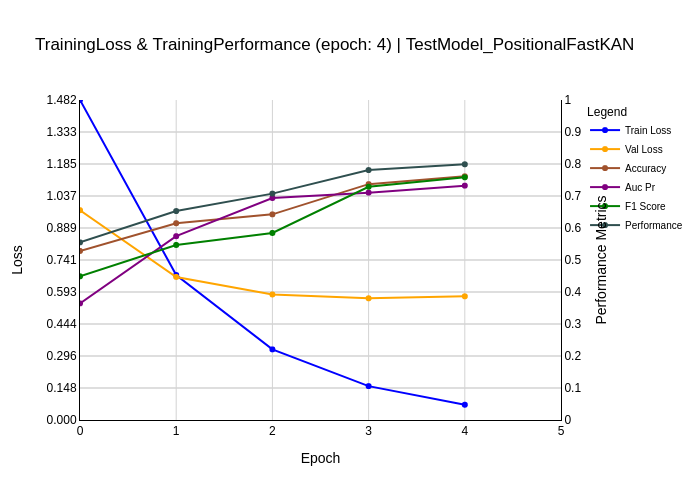 TrainingLoss & TrainingPerformance (epoch: 4) | TestModel_PositionalFastKAN
1.482
1.333
1.185
1.037
0.889
0.741
0.593
0.444
0.296
0.148
0.000
Loss
0
1
2
3
4
5
Epoch
1
0.9
0.8
0.7
0.6
0.5
0.4
0.3
0.2
0.1
0
Performance Metrics
Legend
Train Loss
Val Loss
Accuracy
Auc Pr
F1 Score
Performance